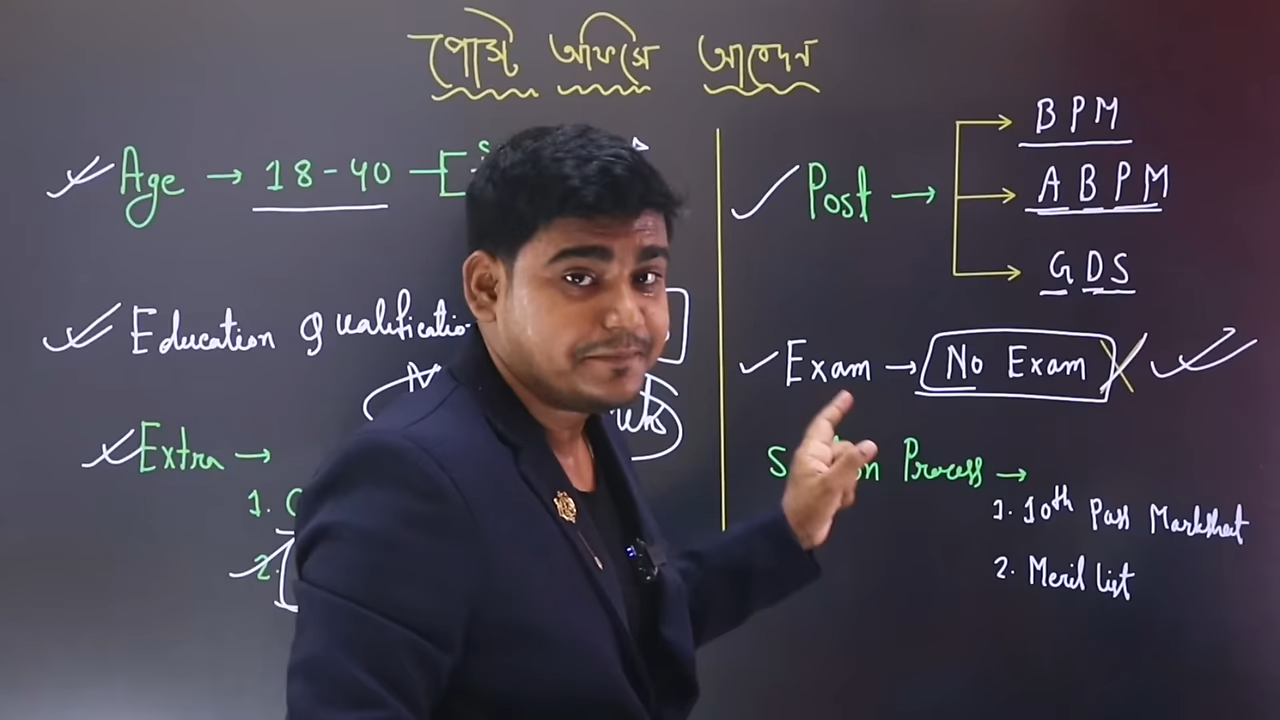 পোস্ট অফিসে আবেদন
Age → 18-40
Education Qualificatio
Extra →
1.
2.
Post →
BPM
ABPM
GDS
Exam → No Exam
Process →
1. 10th Pass Marksheet
2. Meril list